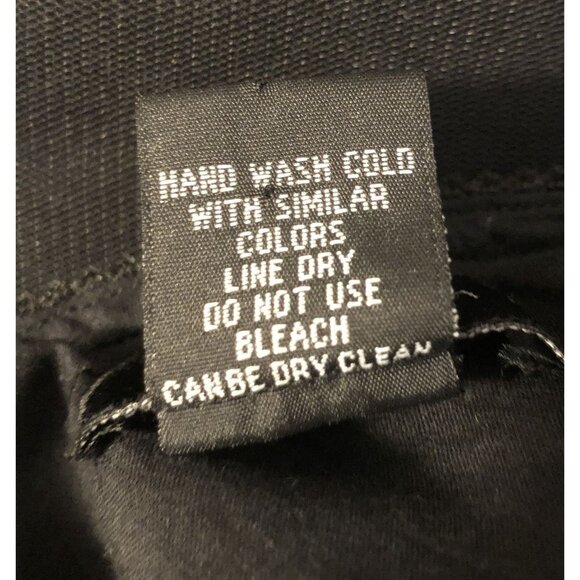 HAND WASH COLD
WITH SIMILAR
COLORS
LINE DRY
DO NOT USE
BLEACH
CANBE DRY CLEAN